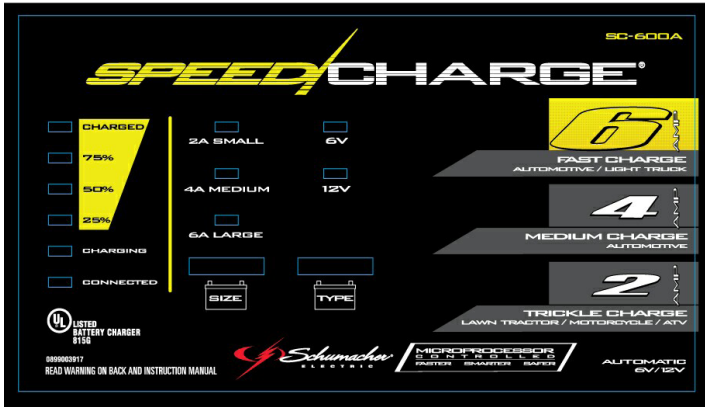 SC-600A
SPEED/CHARGE®
CHARGED
75%
50%
25%
CHARGING
CONNECTED
2A SMALL
4A MEDIUM
6A LARGE
6V
12V
SIZE
TYPE
6 AMP
FAST CHARGE
AUTOMOTIVE / LIGHT TRUCK
4 AMP
MEDIUM CHARGE
AUTOMOTIVE
2 AMP
TRICKLE CHARGE
LAWN TRACTOR / MOTORCYCLE / ATV
UL LISTED
BATTERY CHARGER
815G
0899003917
READ WARNING ON BACK AND INSTRUCTION MANUAL
Schumacher
ELECTRIC
MICROPROCESSOR
CONTROLLED
FASTER SMARTER SAFER
AUTOMATIC
6V/12V